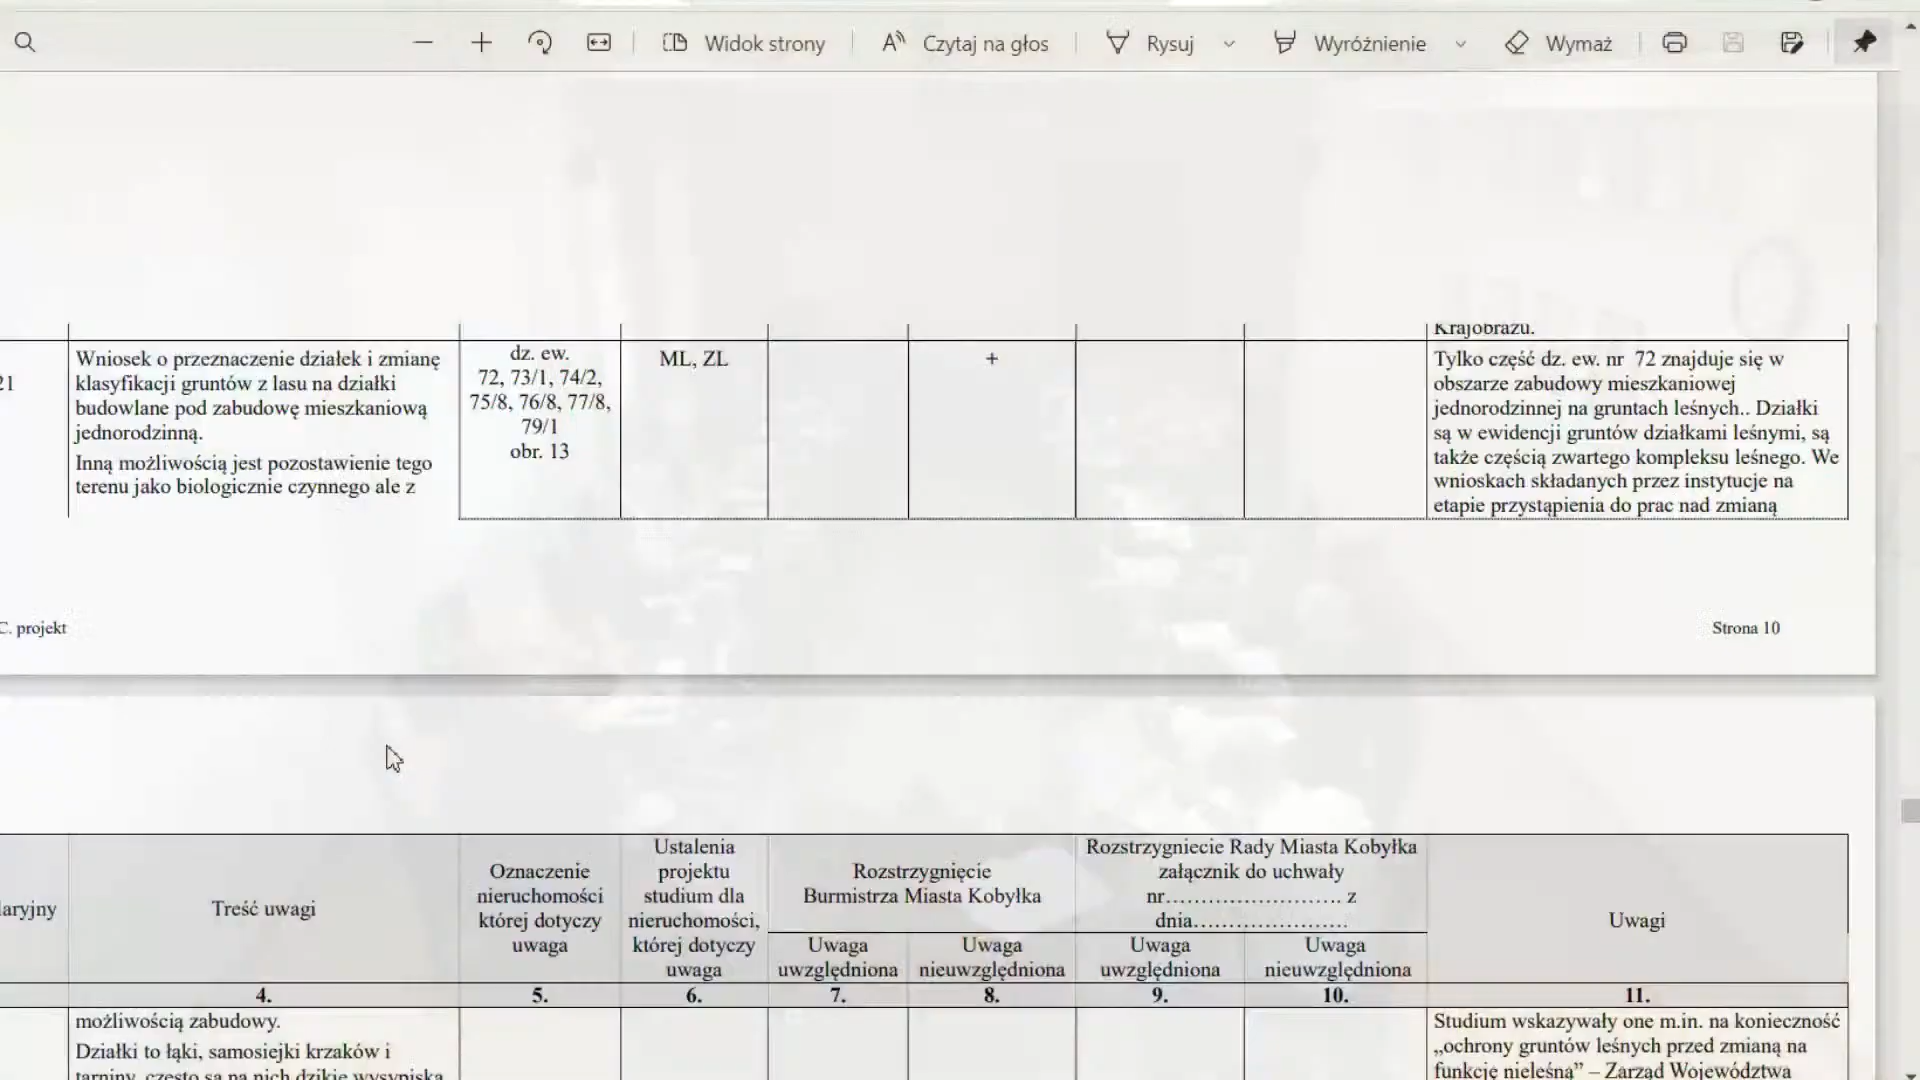 Widok strony
Czytaj na głos
Rysuj
Wyróżnienie
Wymaż
Krajobrazu.
21
Wniosek o przeznaczenie działek i zmianę
klasyfikacji gruntów z lasu na działki
budowlane pod zabudowę mieszkaniową
jednorodzinną.
Inną możliwością jest pozostawienie tego
terenu jako biologicznie czynnego ale z
dz. ew.
72, 73/1, 74/2,
75/8, 76/8, 77/8,
79/1
obr. 13
ML, ZL
+
Tylko część dz. ew. nr 72 znajduje się w
obszarze zabudowy mieszkaniowej
jednorodzinnej na gruntach leśnych.. Działki
są w ewidencji gruntów działkami leśnymi, są
także częścią zwartego kompleksu leśnego. We
wnioskach składanych przez instytucje na
etapie przystąpienia do prac nad zmianą
C. projekt
Strona 10
laryjny
Treść uwagi
Oznaczenie
nieruchomości
której dotyczy
uwaga
Ustalenia
projektu
studium dla
nieruchomości,
której dotyczy
uwaga
Rozstrzygnięcie
Burmistrza Miasta Kobyłka
Uwaga
uwzględniona
Uwaga
nieuwzględniona
Rozstrzygniecie Rady Miasta Kobyłka
załącznik do uchwały
nr……………………. z
dnia………………….
Uwaga
uwzględniona
Uwaga
nieuwzględniona
Uwagi
4.
5.
6.
7.
8.
9.
10.
11.
możliwością zabudowy.
Działki to łąki, samosiejki krzaków i
tarniny, często są na nich dzikie wysypiska
Studium wskazywały one m.in. na konieczność
„ochrony gruntów leśnych przed zmianą na
funkcję nieleśną” – Zarząd Województwa